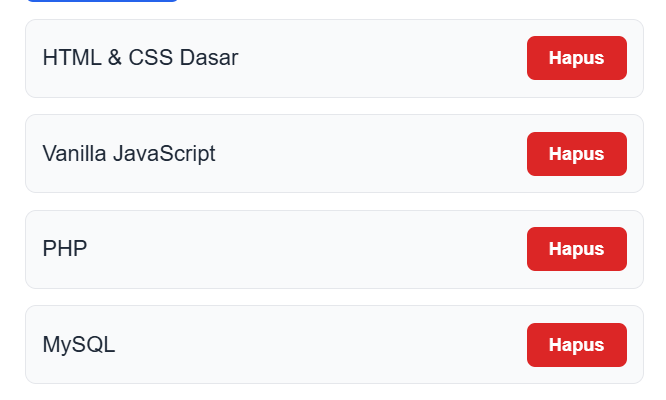 HTML & CSS Dasar Hapus
Vanilla JavaScript Hapus
PHP Hapus
MySQL Hapus